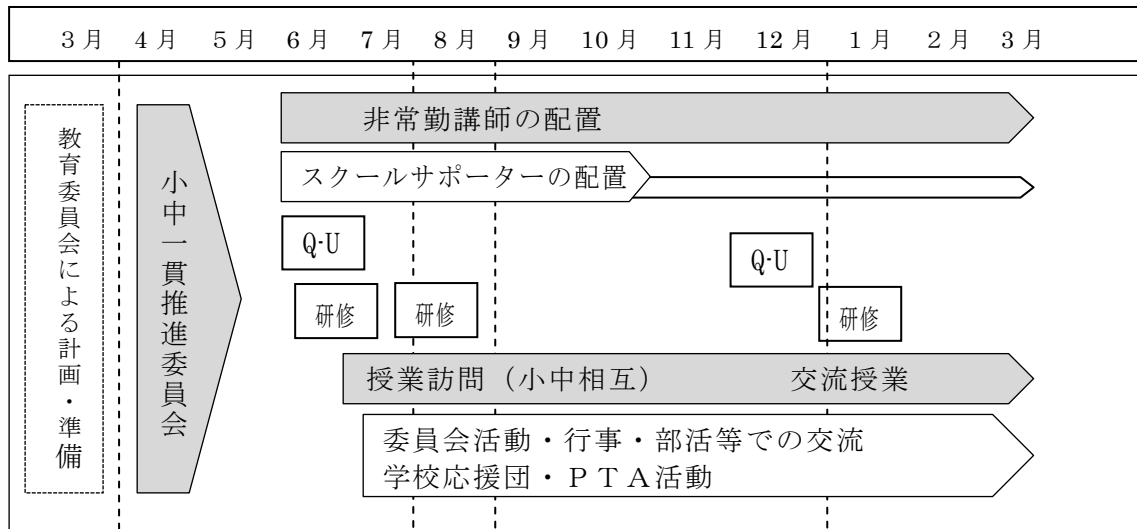 3月 4月 5月 6月 7月 8月 9月 10月 11月 12月 1月 2月 3月
教育委員会による計画・準備
小中一貫推進委員会
非常勤講師の配置
スクールサポーターの配置
Q-U
Q-U
研修 研修 研修
授業訪問(小中相互) 交流授業
委員会活動・行事・部活等での交流
学校応援団・PTA活動